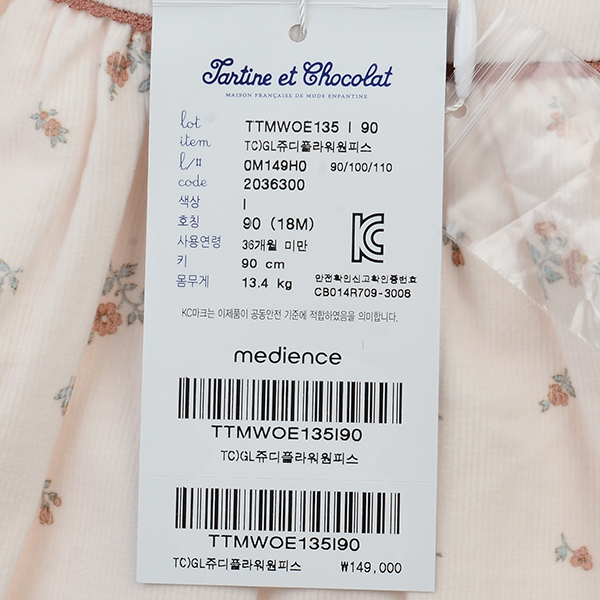 Tartine et Chocolat
MAISON FRANÇAISE DE MODE ENFANTINE
lot TTMWOE135 I 90
item TC)GL쥬디플라워원피스
l/# 0M149H0 90/100/110
code 2036300
색상 I
호칭 90 (18M)
사용연령 36개월 미만
키 90 cm
몸무게 13.4 kg
안전확인신고확인증번호
CB014R709-3008
KC마크는 이제품이 공동안전 기준에 적합하였음을 의미합니다.
medience
TTMWOE135I90
TC)GL쥬디플라워원피스
TTMWOE135I90
TC)GL쥬디플라워원피스 ₩149,000